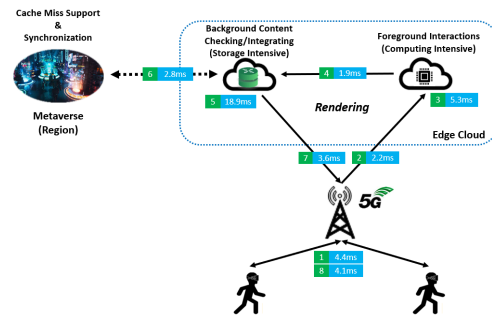 Cache Miss Support
&
Synchronization
Metaverse
(Region)
6 2.8ms
Background Content
Checking/Integrating
(Storage Intensive)
5 18.9ms
4 1.9ms
Foreground Interactions
(Computing Intensive)
3 5.3ms
Rendering
Edge Cloud
7 3.6ms
2 2.2ms
5G
1 4.4ms
8 4.1ms